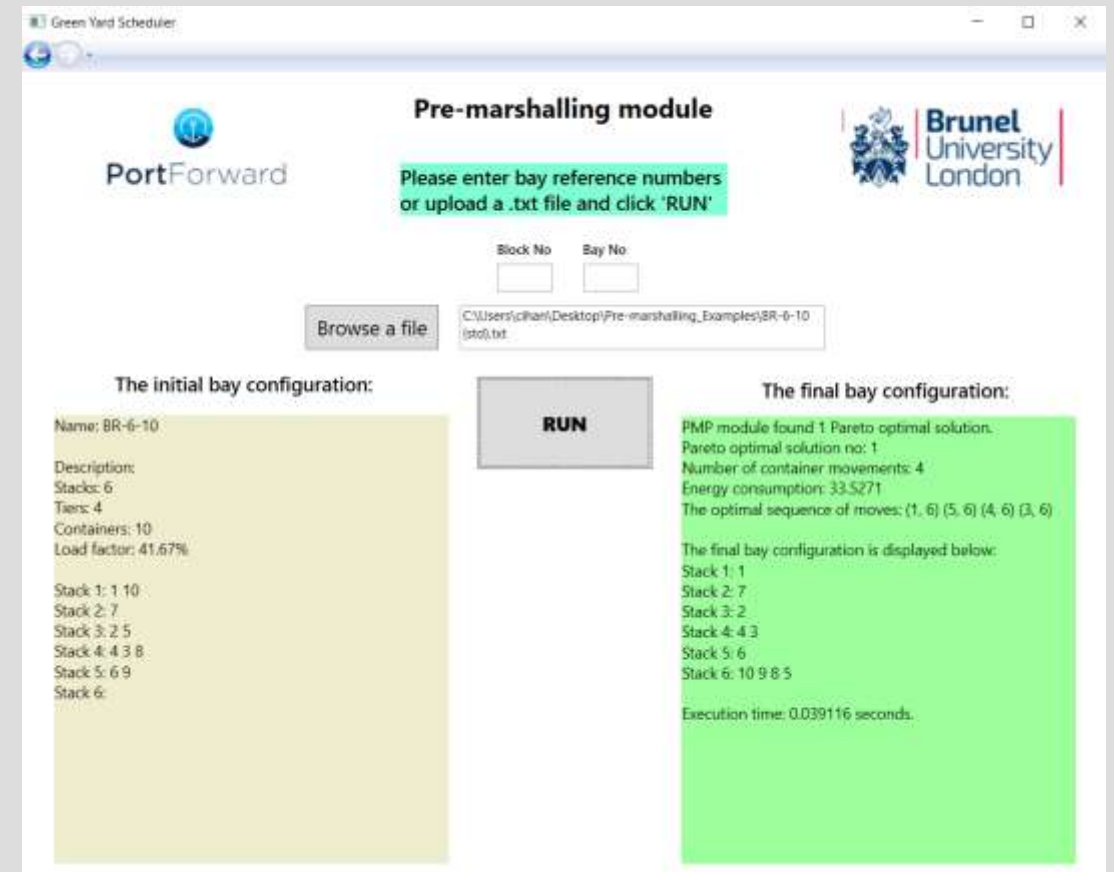 Green Yard Scheduler
Pre-marshalling module
PortForward
Brunel
University
London
Please enter bay reference numbers
or upload a .txt file and click 'RUN'
Block No
Bay No
Browse a file
C:\Users\cihan\Desktop\Pre-marshalling_Examples\BR-6-10
(std).txt
The initial bay configuration:
RUN
The final bay configuration:
Name: BR-6-10
Description:
Stacks: 6
Tiers: 4
Containers: 10
Load factor: 41.67%
Stack 1: 1 10
Stack 2: 7
Stack 3: 2 5
Stack 4: 4 3 8
Stack 5: 6 9
Stack 6:
PMP module found 1 Pareto optimal solution.
Pareto optimal solution no: 1
Number of container movements: 4
Energy consumption: 33.5271
The optimal sequence of moves: (1, 6) (5, 6) (4, 6) (3, 6)
The final bay configuration is displayed below:
Stack 1: 1
Stack 2: 7
Stack 3: 2
Stack 4: 4 3
Stack 5: 6
Stack 6: 10 9 8 5
Execution time: 0.039116 seconds.